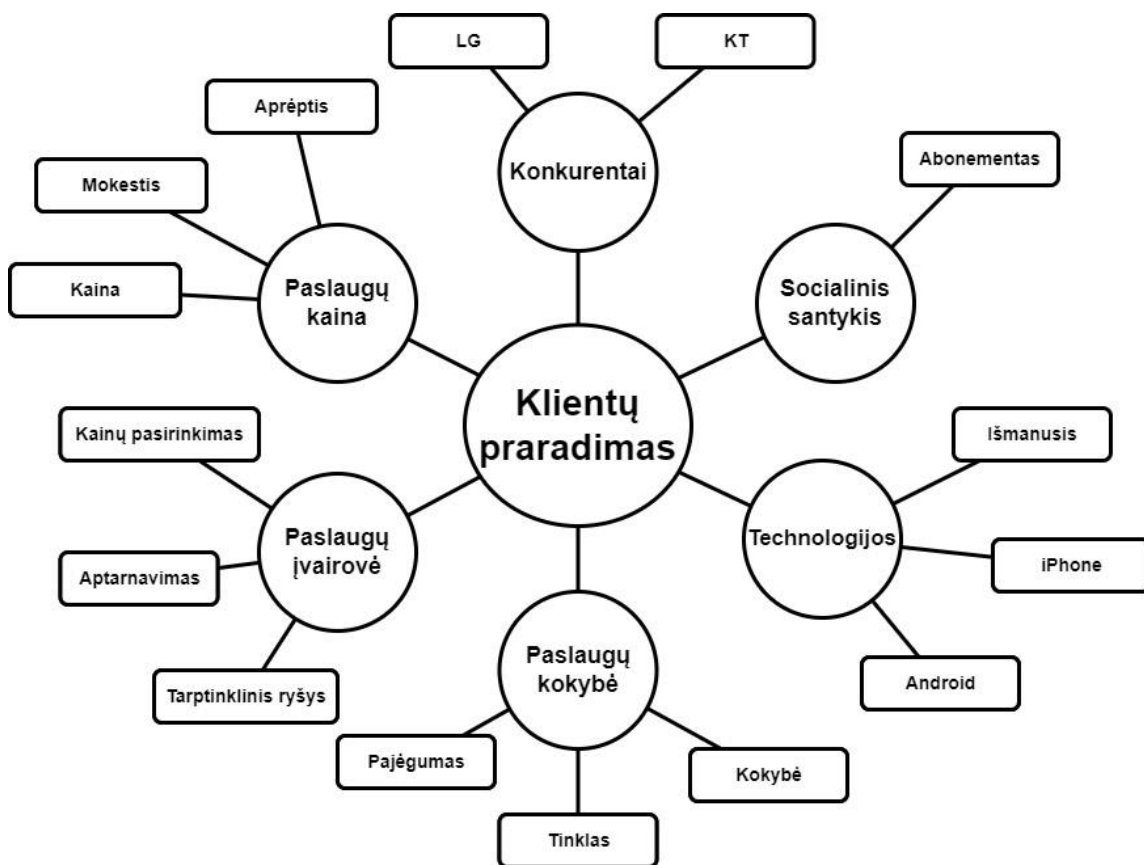 LG
KT
Aprėptis
Konkurentai
Abonementas
Mokestis
Kaina
Paslaugų
kaina
Socialinis
santykis
Klientų
praradimas
Kainų pasirinkimas
Išmanusis
Paslaugų
įvairovė
Technologijos
Aptarnavimas
iPhone
Tarptinklinis ryšys
Paslaugų
kokybė
Android
Pajėgumas
Kokybė
Tinklas